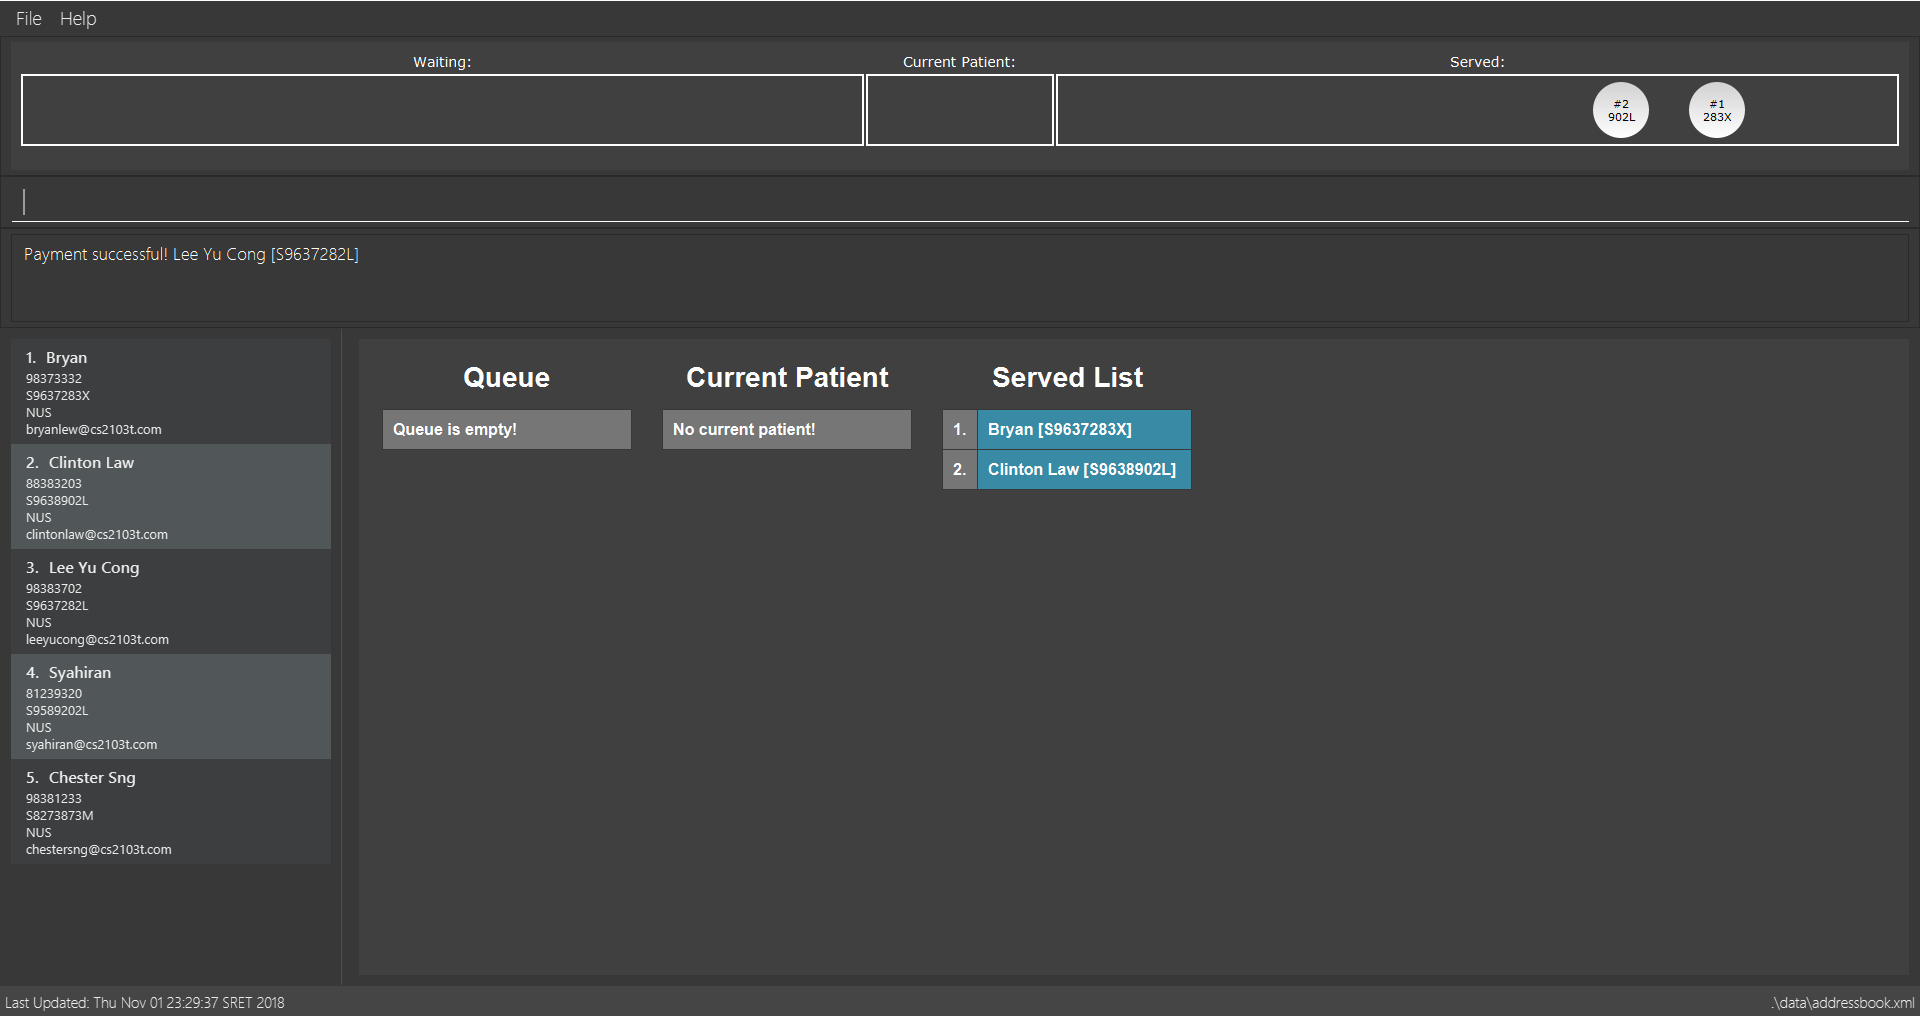 File Help
Waiting: Current Patient: Served:
#2 #1
902L 283X
Payment successful! Lee Yu Cong [S9637282L]
1. Bryan
98373332
S9637283X
NUS
bryanlew@cs2103t.com
2. Clinton Law
88383203
S9638902L
NUS
clintonlaw@cs2103t.com
3. Lee Yu Cong
98383702
S9637282L
NUS
leeyucong@cs2103t.com
4. Syahiran
81239320
S9589202L
NUS
syahiran@cs2103t.com
5. Chester Sng
98381233
S8273873M
NUS
chestersng@cs2103t.com
Queue Current Patient Served List
Queue is empty! No current patient! 1. Bryan [S9637283X]
2. Clinton Law [S9638902L]
Last Updated: Thu Nov 01 23:29:37 SRET 2018 .\data\addressbook.xml